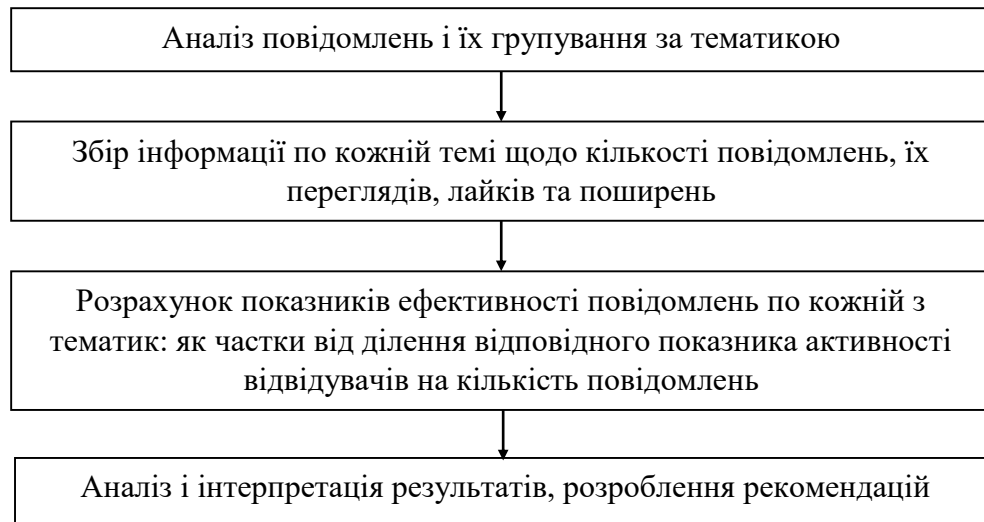 Аналіз повідомлень і їх групування за тематикою
Збір інформації по кожній темі щодо кількості повідомлень, їх
переглядів, лайків та поширень
Розрахунок показників ефективності повідомлень по кожній з
тематик: як частки від ділення відповідного показника активності
відвідувачів на кількість повідомлень
Аналіз і інтерпретація результатів, розроблення рекомендацій